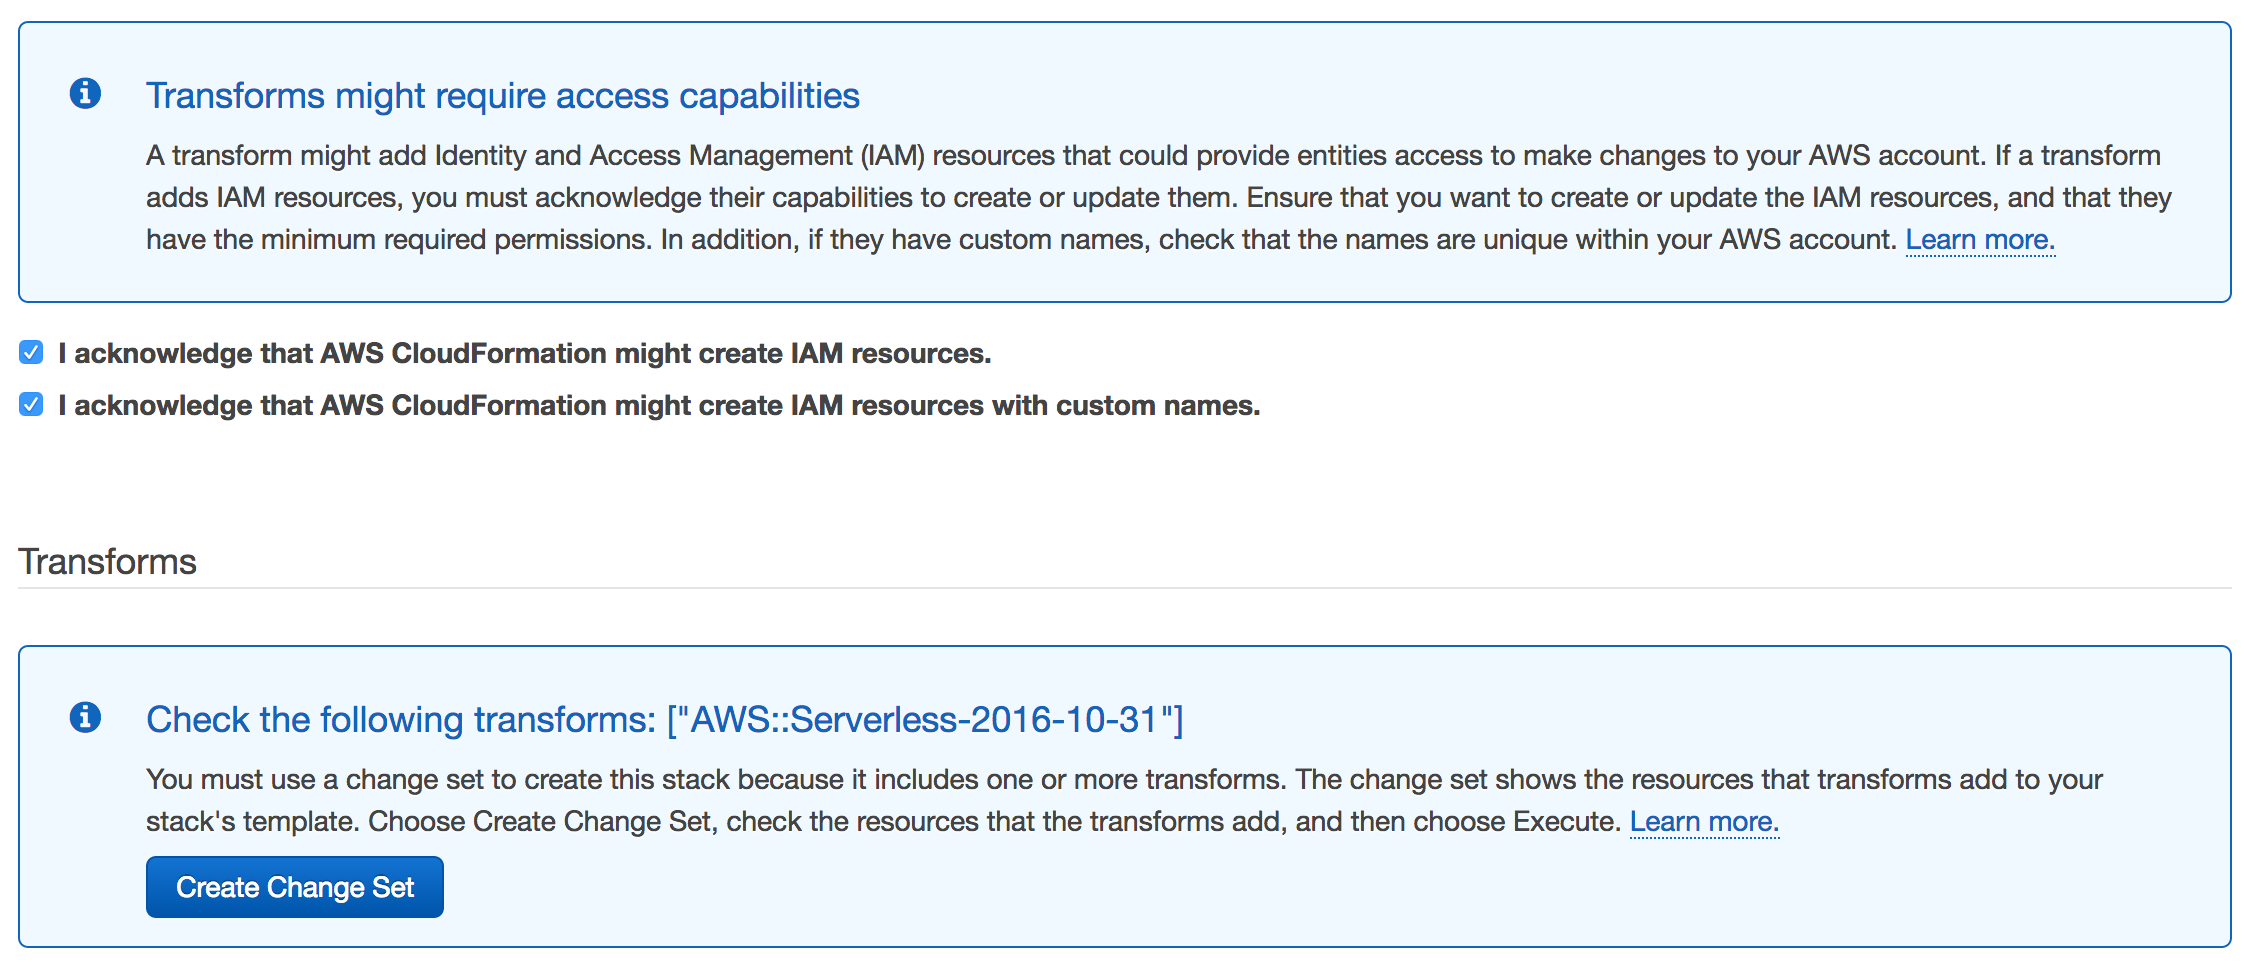 Transforms might require access capabilities
A transform might add Identity and Access Management (IAM) resources that could provide entities access to make changes to your AWS account. If a transform
adds IAM resources, you must acknowledge their capabilities to create or update them. Ensure that you want to create or update the IAM resources, and that they
have the minimum required permissions. In addition, if they have custom names, check that the names are unique within your AWS account. Learn more.
I acknowledge that AWS CloudFormation might create IAM resources.
I acknowledge that AWS CloudFormation might create IAM resources with custom names.
Transforms
Check the following transforms: ["AWS::Serverless-2016-10-31"]
You must use a change set to create this stack because it includes one or more transforms. The change set shows the resources that transforms add to your
stack's template. Choose Create Change Set, check the resources that the transforms add, and then choose Execute. Learn more.
Create Change Set